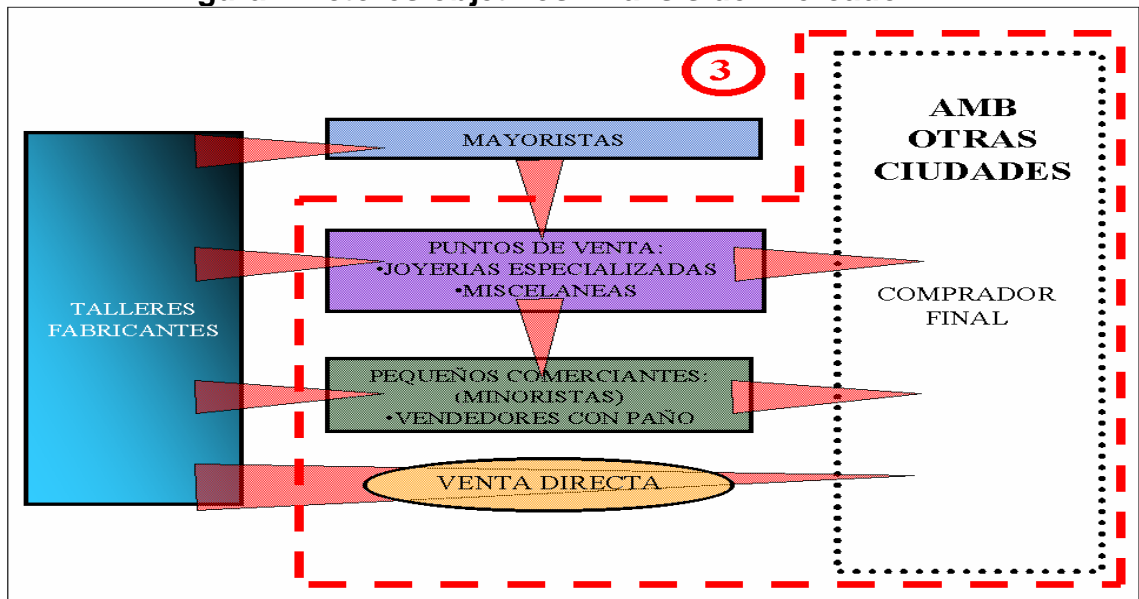 3
AMB
OTRAS
CIUDADES
MAYORISTAS
PUNTOS DE VENTA:
•JOYERIAS ESPECIALIZADAS
•MISCELANEAS
TALLERES
FABRICANTES
COMPRADOR
FINAL
PEQUEÑOS COMERCIANTES:
(MINORISTAS)
•VENDEDORES CON PAÑO
VENTA DIRECTA